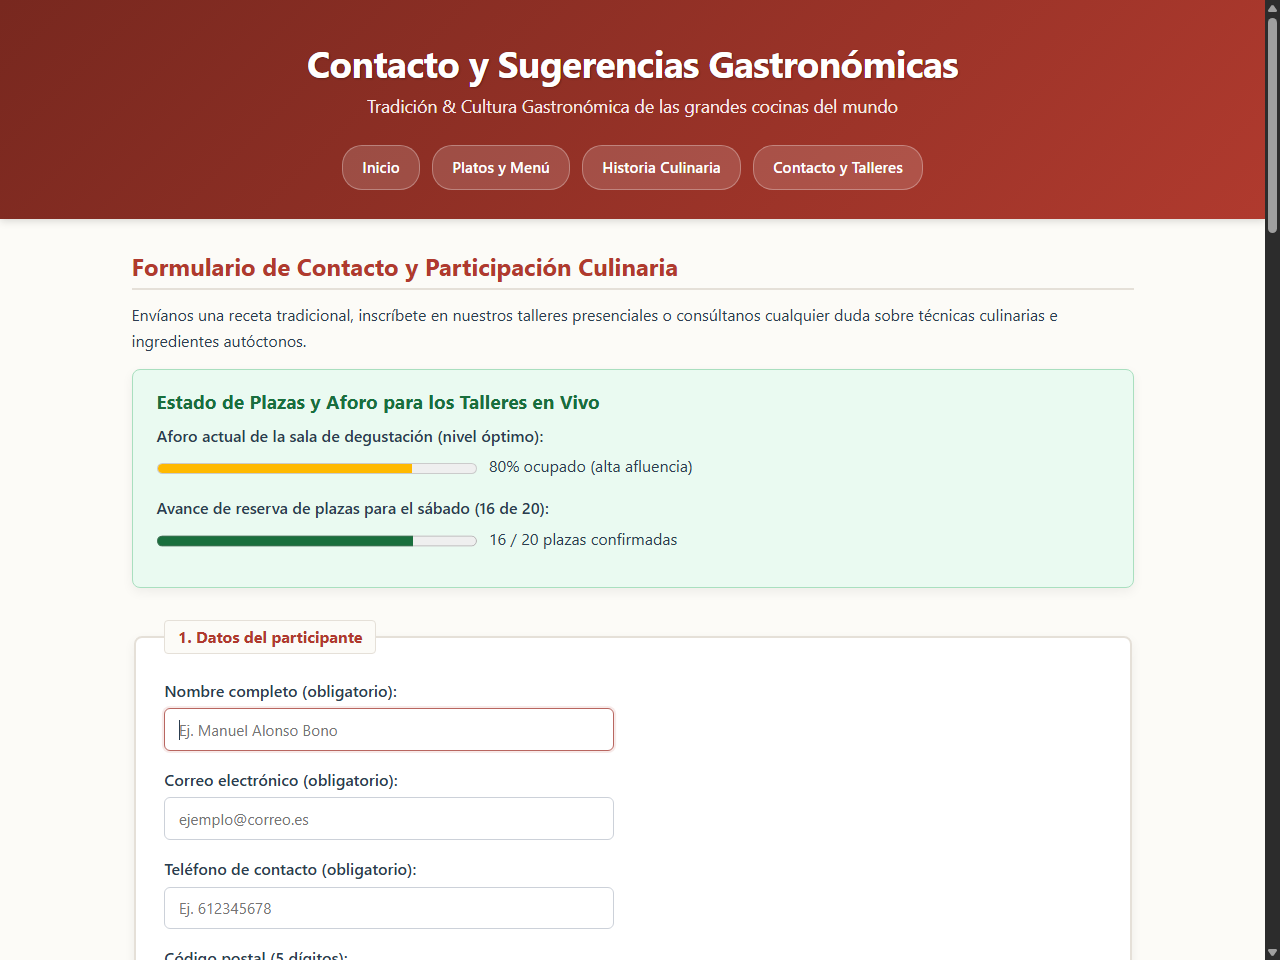 Contacto y Sugerencias Gastronómicas
Tradición & Cultura Gastronómica de las grandes cocinas del mundo
Inicio
Platos y Menú
Historia Culinaria
Contacto y Talleres
Formulario de Contacto y Participación Culinaria
Envíanos una receta tradicional, inscríbete en nuestros talleres presenciales o consúltanos cualquier duda sobre técnicas culinarias e
ingredientes autóctonos.
Estado de Plazas y Aforo para los Talleres en Vivo
Aforo actual de la sala de degustación (nivel óptimo):
80% ocupado (alta afluencia)
Avance de reserva de plazas para el sábado (16 de 20):
16 / 20 plazas confirmadas
1. Datos del participante
Nombre completo (obligatorio):
Ej. Manuel Alonso Bono
Correo electrónico (obligatorio):
ejemplo@correo.es
Teléfono de contacto (obligatorio):
Ej. 612345678
Código postal (5 dígitos):